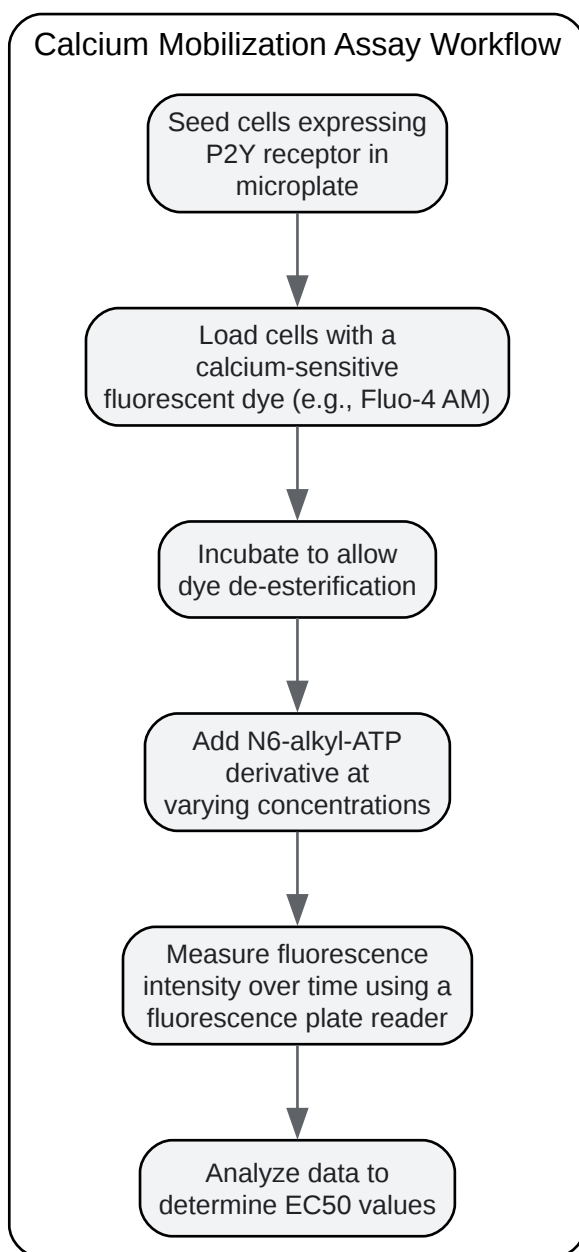 Calcium Mobilization Assay Workflow
Seed cells expressing
P2Y receptor in
microplate
Load cells with a
calcium-sensitive
fluorescent dye (e.g., Fluo-4 AM)
Incubate to allow
dye de-esterification
Add N6-alkyl-ATP
derivative at
varying concentrations
Measure fluorescence
intensity over time using a
fluorescence plate reader
Analyze data to
determine EC50 values